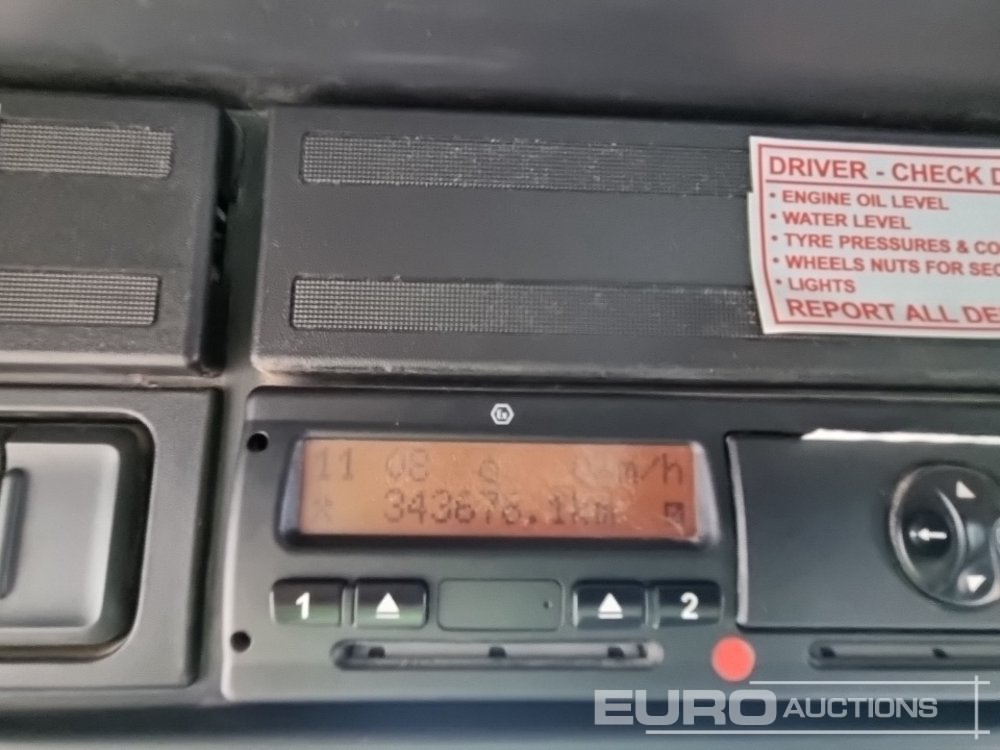 DRIVER - CHECK D
• ENGINE OIL LEVEL
• WATER LEVEL
• TYRE PRESSURES & CO
• WHEELS NUTS FOR SEC
• LIGHTS
REPORT ALL DE
Ex
11 08 km/h
343676.1km
1 2
EURO AUCTIONS